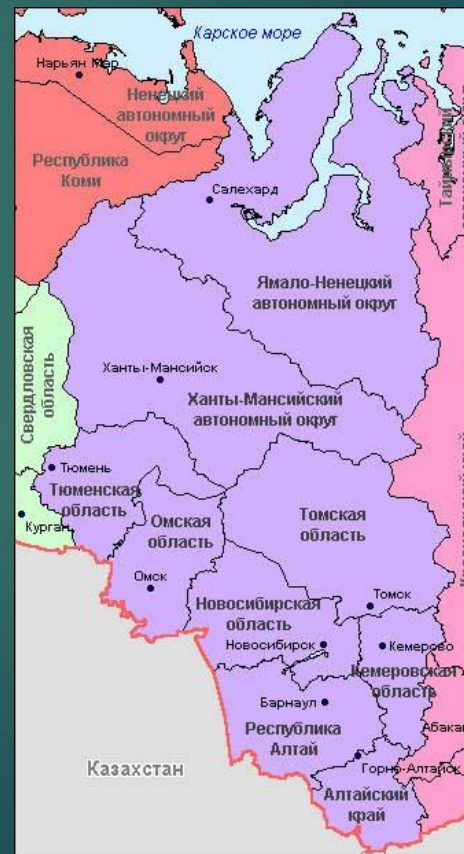 Карское море
Нарьян Мар
Ненецкий
автономный
округ
Республика
Коми
Салехард
Ямало-Ненецкий
автономный округ
Свердловская
область
Ханты-Мансийск
Ханты-Мансийский
автономный округ
Тюмень
Тюменская
область
Курган
Омская
область
Омск
Томская
область
Томск
Новосибирская
область
Новосибирск
Кемерово
Кемеровская
область
Барнаул
Республика
Алтай
Абакан
Горно-Алтайск
Алтайский
край
Казахстан